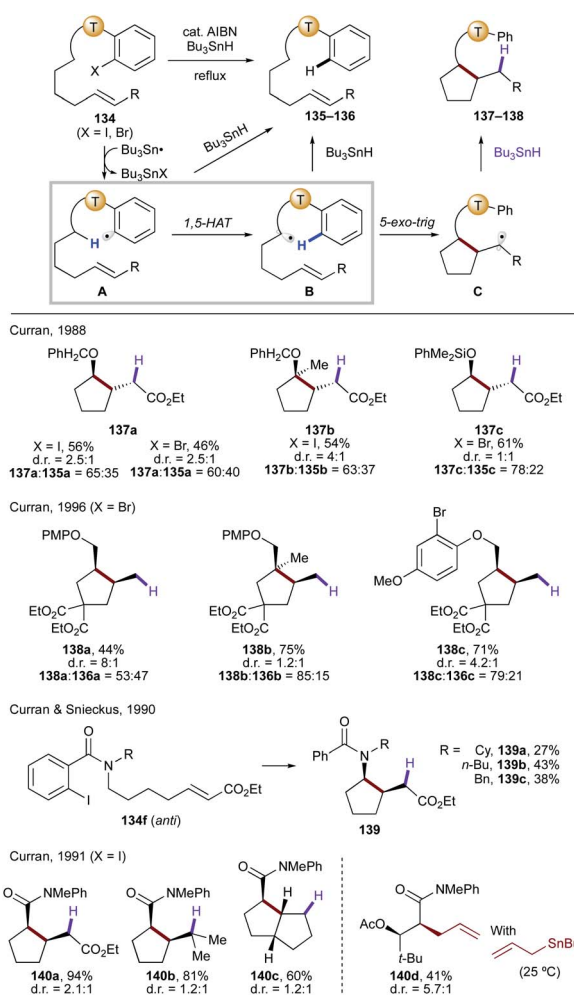 T
X
R
134
(X = I, Br)
cat. AIBN
Bu₃SnH
reflux
T
H
R
135–136
T
Ph
H
R
137–138
Bu₃Sn•
Bu₃SnX
Bu₃SnH
Bu₃SnH
Bu₃SnH
T
H
R
A
1,5-HAT
T
H
R
B
5-exo-trig
T
Ph
R
C
Curran, 1988
PhH₂CO
H
CO₂Et
137a
X = I, 56%
d.r. = 2.5:1
137a:135a = 65:35
X = Br, 46%
d.r. = 2.5:1
137a:135a = 60:40
PhH₂CO
Me
H
CO₂Et
137b
X = I, 54%
d.r. = 4:1
137b:135b = 63:37
PhMe₂SiO
H
CO₂Et
137c
X = Br, 61%
d.r. = 1:1
137c:135c = 78:22
Curran, 1996 (X = Br)
PMPO
H
EtO₂C
CO₂Et
138a, 44%
d.r. = 8:1
138a:136a = 53:47
PMPO
Me
H
EtO₂C
CO₂Et
138b, 75%
d.r. = 1.2:1
138b:136b = 85:15
Br
O
MeO
H
EtO₂C
CO₂Et
138c, 71%
d.r. = 4.2:1
138c:136c = 79:21
Curran & Snieckus, 1990
O
R
N
I
CO₂Et
134f (anti)
O
R
Ph
N
H
CO₂Et
139
R = Cy, 139a, 27%
n-Bu, 139b, 43%
Bn, 139c, 38%
Curran, 1991 (X = I)
O
NMePh
H
CO₂Et
140a, 94%
d.r. = 2.1:1
O
NMePh
H
Me
Me
140b, 81%
d.r. = 1.2:1
O
NMePh
H
H
H
140c, 60%
d.r. = 1.2:1
O
NMePh
AcO
t-Bu
140d, 41%
d.r. = 5.7:1
With
(25 °C)